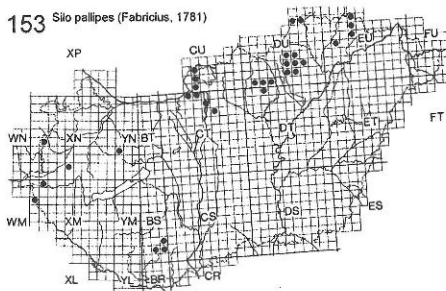 153 Silo pallipes (Fabricius, 1781)
XP CU DU EU FU
WN XN YN BT CT DT ET FT
WM XM YM BS CS DS ES
XL YL BR CR